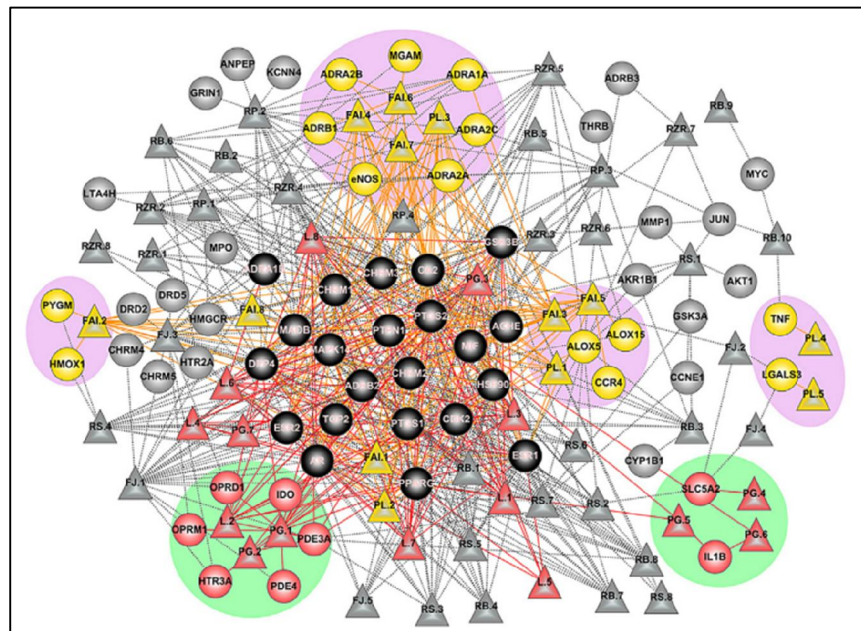 MGAM
ADRA2B
ADRA1A
RZR.5
ANPEP
KCNN4
ADRB3
GRIN1
FAI.6
RB.9
RP.2
FAI.4
PL.3
THRB
RZR.7
ADRB1
ADRA2C
RB.6
FAI.7
RB.5
RB.2
MYC
eNOS
ADRA2A
RP.3
LTA4H
RZR.4
RZR.2
RP.1
RP.4
MMP1
JUN
RZR.3
RZR.6
RB.10
RZR.8
RZR.1
MPO
L.8
RS.1
PG.3
AKR1B1
AKT1
FAI.5
PYGM
DRD2
DRD5
FAI.8
FAI.3
FAI.2
HMGCR
GSK3A
TNF
FJ.3
ALOX5
ALOX15
PL.4
CHRM4
HTR2A
FJ.2
HMOX1
PL.1
CCNE1
LGALS3
CHRM5
CHRM2
CCR4
L.6
PL.5
L.4
L.3
RS.4
PG.7
RB.3
FJ.4
RS.6
FAI.1
CYP1B1
RB.1
FJ.1
OPRD1
IDO
SLC5A2
PG.4
PL.2
L.1
RS.7
RS.2
L.2
PG.1
PG.5
OPRM1
PDE3A
PG.6
PG.2
L.7
RS.5
IL1B
RB.8
HTR3A
PDE4
L.5
FJ.5
RS.3
RB.4
RB.7
RS.8